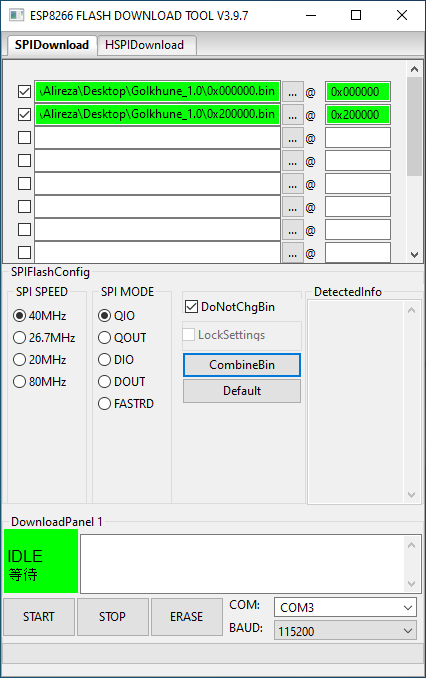 ESP8266 FLASH DOWNLOAD TOOL V3.9.7
SPIDownload HSPIDownload
\Alireza\Desktop\Golkhune_1.0\0x000000.bin ... @ 0x000000
\Alireza\Desktop\Golkhune_1.0\0x200000.bin ... @ 0x200000
... @
... @
... @
... @
... @
... @
SPIFlashConfig
SPI SPEED
40MHz
26.7MHz
20MHz
80MHz
SPI MODE
QIO
QOUT
DIO
DOUT
FASTRD
DoNotChgBin
LockSettings
CombineBin
Default
DetectedInfo
DownloadPanel 1
IDLE
等待
START STOP ERASE
COM: COM3
BAUD: 115200